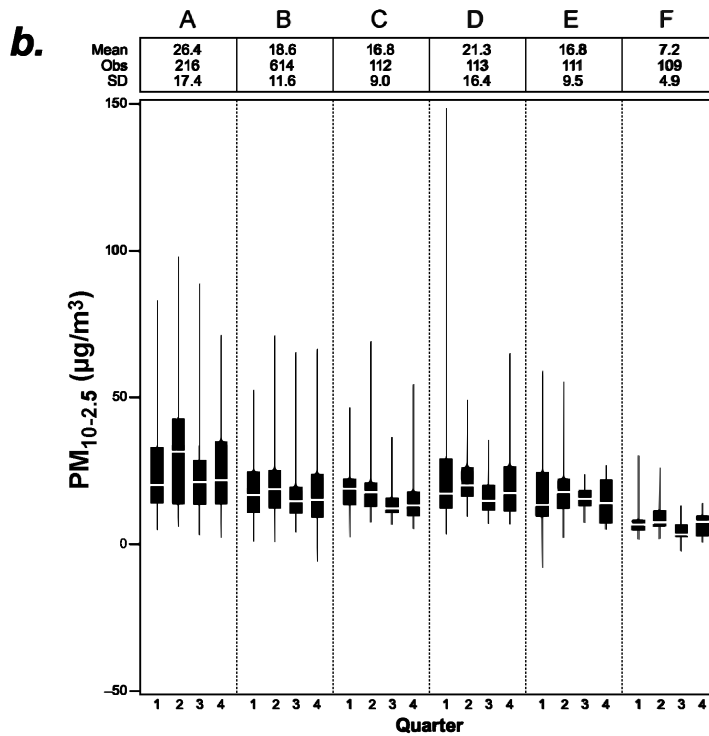 b.
A B C D E F
Mean 26.4 18.6 16.8 21.3 16.8 7.2
Obs 216 614 112 113 111 109
SD 17.4 11.6 9.0 16.4 9.5 4.9
150
100
50
0
−50
PM10-2.5 (µg/m³)
1 2 3 4 1 2 3 4 1 2 3 4 1 2 3 4 1 2 3 4 1 2 3 4
Quarter